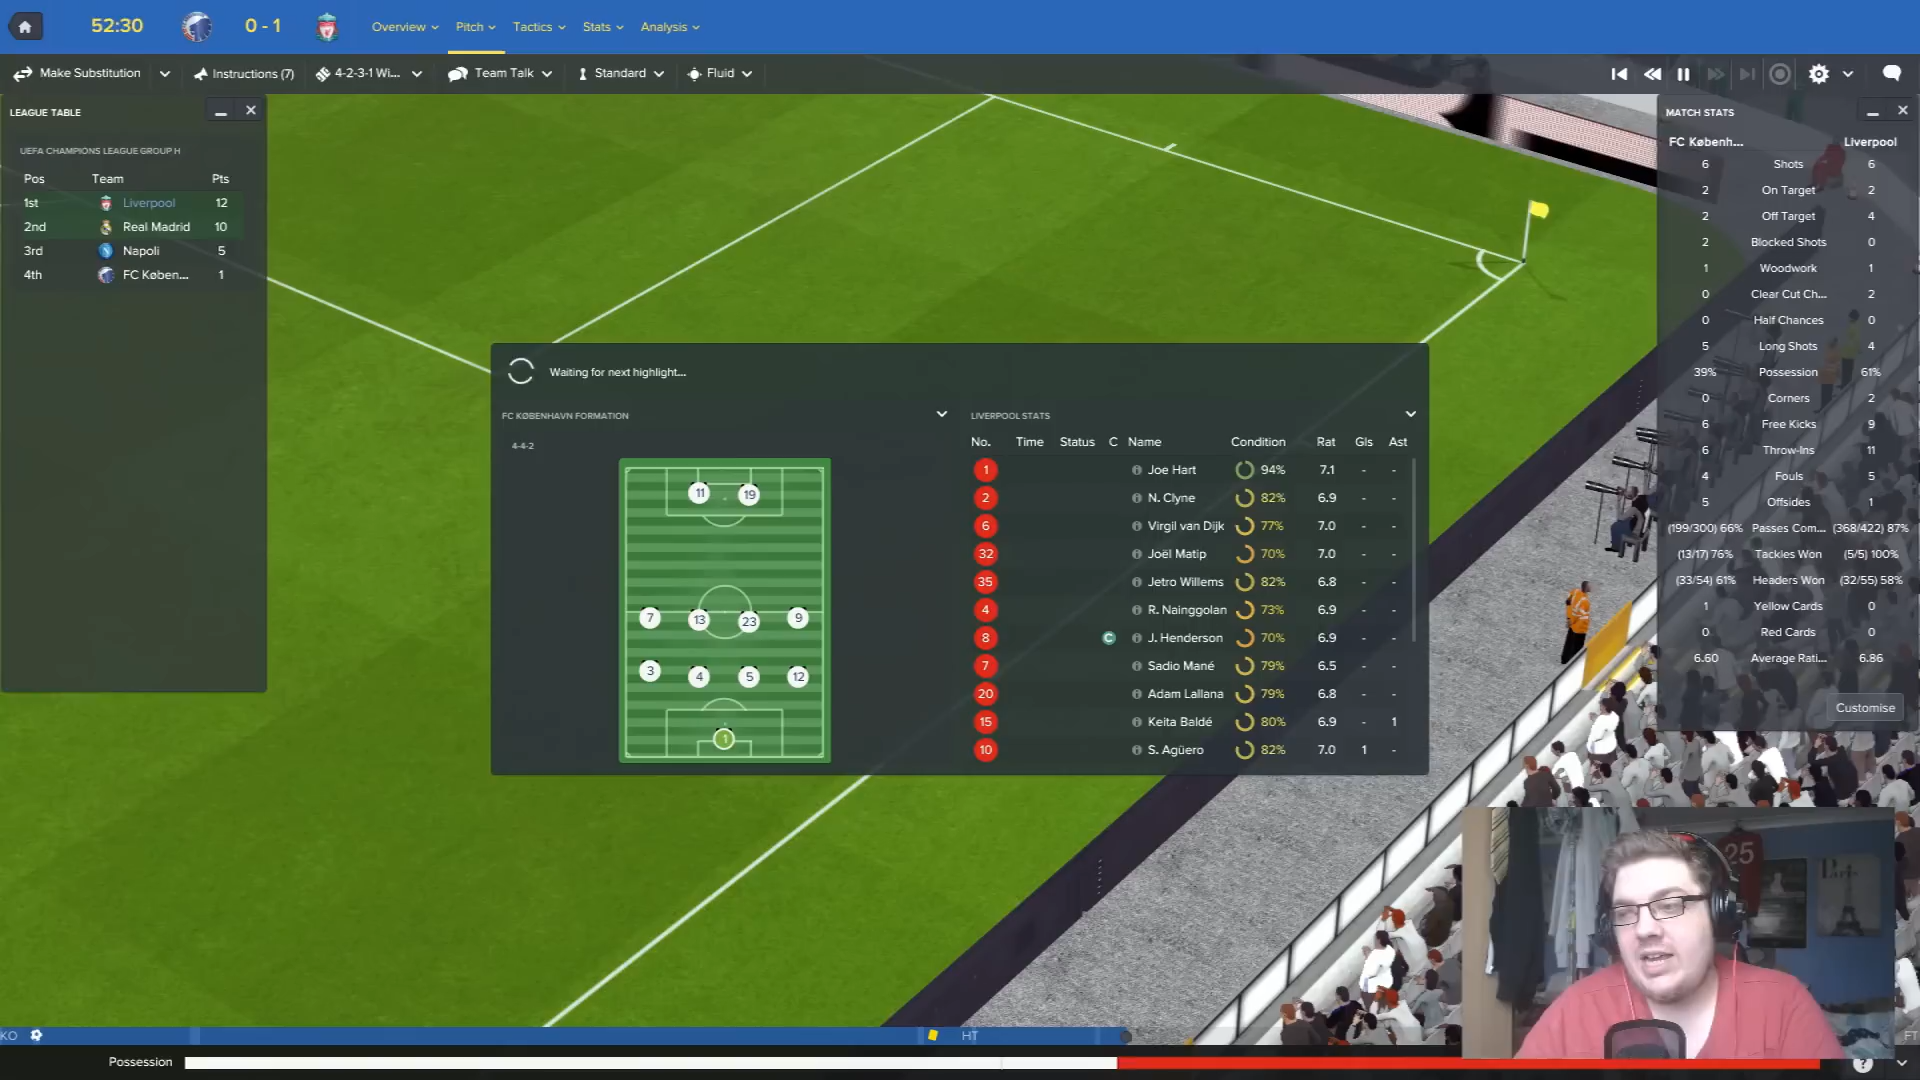 52:30 0 - 1 Overview Pitch Tactics Stats Analysis
Make Substitution Instructions (7) 4-2-3-1 Wi... Team Talk Standard Fluid
LEAGUE TABLE
UEFA CHAMPIONS LEAGUE GROUP H
Pos Team Pts
1st Liverpool 12
2nd Real Madrid 10
3rd Napoli 5
4th FC Køben... 1
Waiting for next highlight...
FC KØBENHAVN FORMATION
4-4-2
11 19
7 13 23 9
3 4 5 12
1
LIVERPOOL STATS
No. Time Status C Name Condition Rat Gls Ast
1 Joe Hart 94% 7.1 - -
2 N. Clyne 82% 6.9 - -
6 Virgil van Dijk 77% 7.0 - -
32 Joël Matip 70% 7.0 - -
35 Jetro Willems 82% 6.8 - -
4 R. Nainggolan 73% 6.9 - -
8 C J. Henderson 70% 6.9 - -
7 Sadio Mané 79% 6.5 - -
20 Adam Lallana 79% 6.8 - -
15 Keita Baldé 80% 6.9 - 1
10 S. Agüero 82% 7.0 1 -
MATCH STATS
FC Københ... Liverpool
6 Shots 6
2 On Target 2
2 Off Target 4
2 Blocked Shots 0
1 Woodwork 1
0 Clear Cut Ch... 2
0 Half Chances 0
5 Long Shots 4
39% Possession 61%
0 Corners 2
6 Free Kicks 9
6 Throw-Ins 11
4 Fouls 5
5 Offsides 1
(199/300) 66% Passes Com... (368/422) 87%
(13/17) 76% Tackles Won (5/5) 100%
(33/54) 61% Headers Won (32/55) 58%
1 Yellow Cards 0
0 Red Cards 0
6.60 Average Rati... 6.86
Customise
25
Paris
KO HT FT
Possession ?